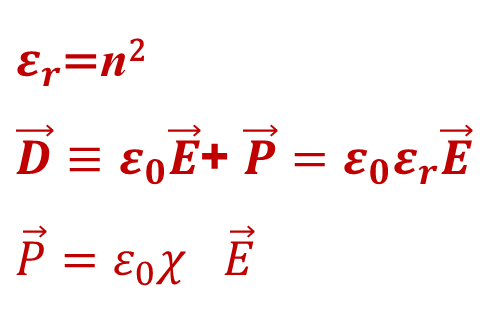 εᵣ=n²
D⃗ ≡ ε₀E⃗+ P⃗ = ε₀εᵣE⃗
P⃗ = ε₀χ E⃗